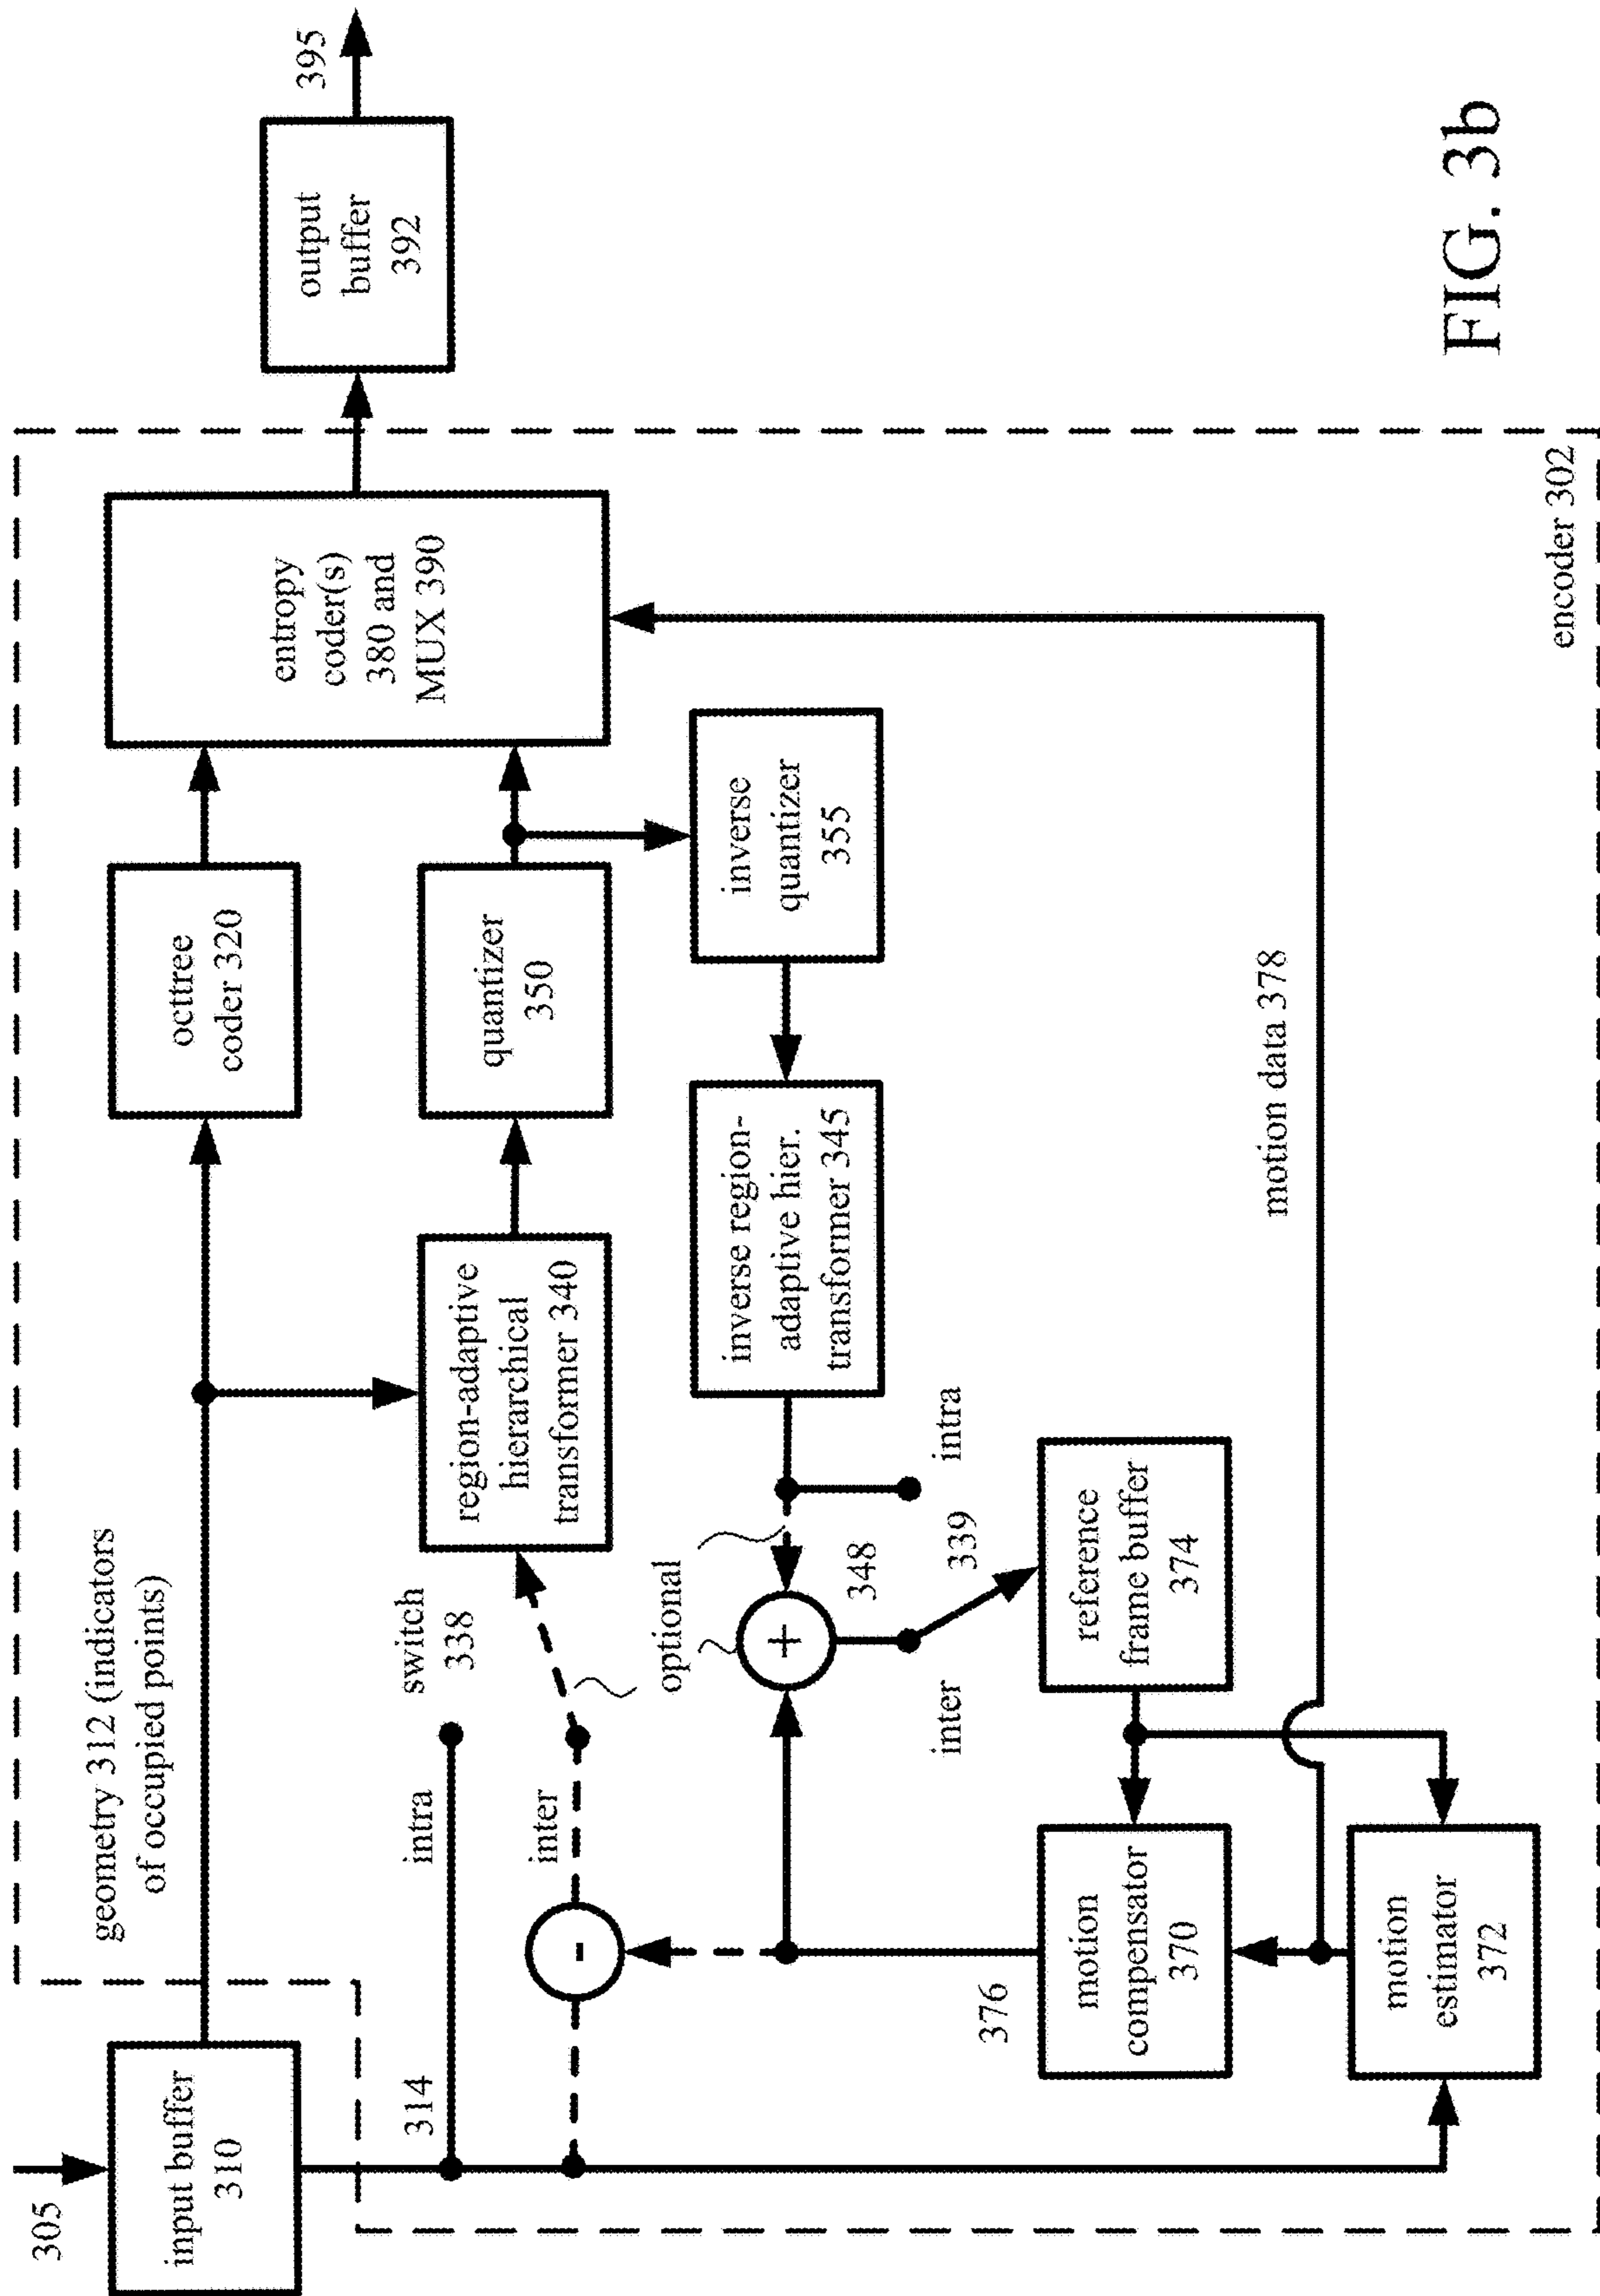 305
input buffer
310
geometry 312 (indicators
of occupied points)
octtree
coder 320
entropy
coder(s)
380 and
MUX 390
output
buffer
392
395
314
intra
switch
338
inter
region-adaptive
hierarchical
transformer 340
quantizer
350
optional
inverse
quantizer
355
inverse region-
adaptive hier.
transformer 345
-
+
348
intra
339
inter
376
motion
compensator
370
reference
frame buffer
374
motion data 378
motion
estimator
372
encoder 302
FIG. 3b